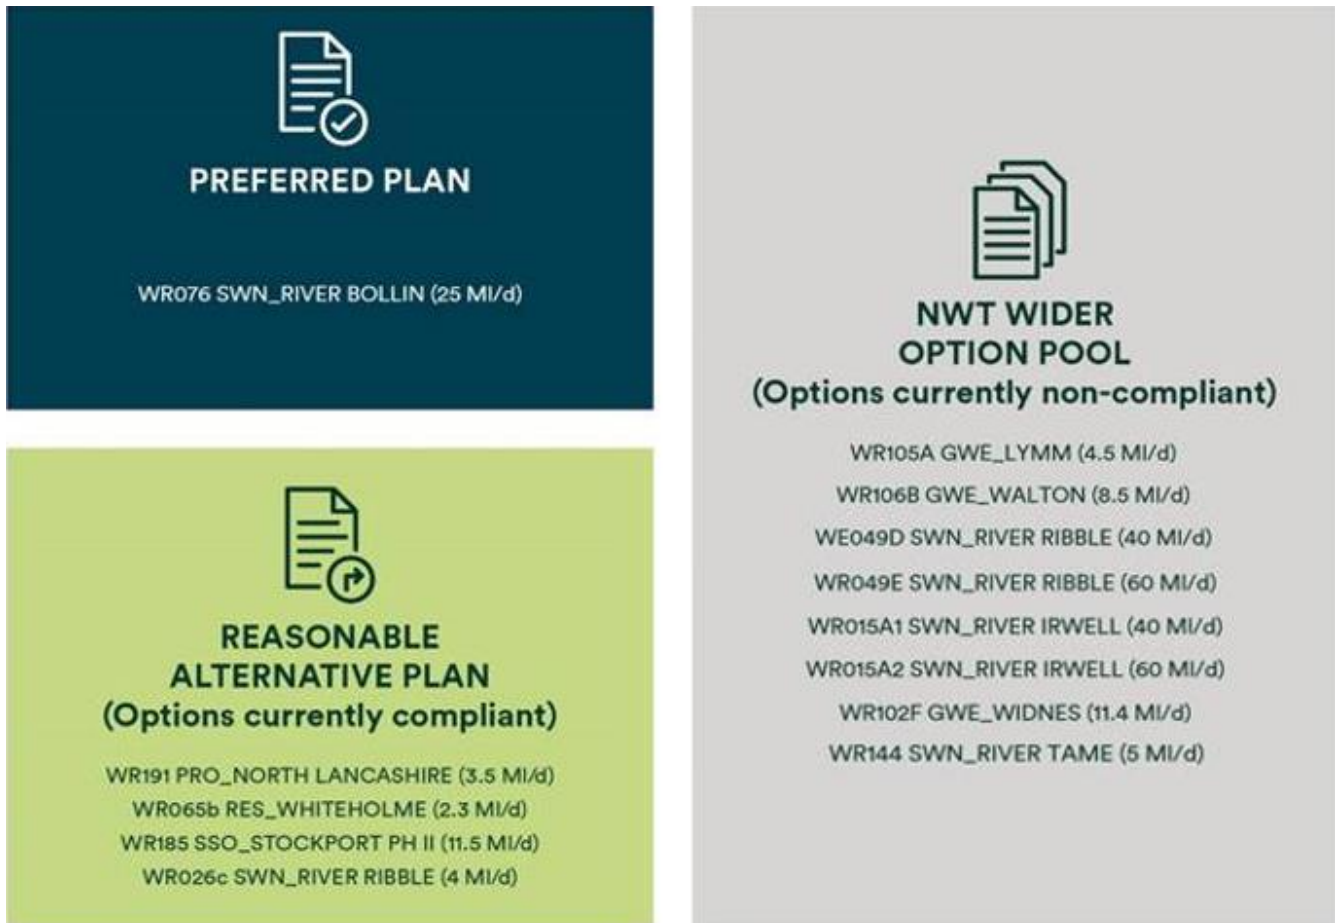 PREFERRED PLAN
WR076 SWN_RIVER BOLLIN (25 Ml/d)
REASONABLE
ALTERNATIVE PLAN
(Options currently compliant)
WR191 PRO_NORTH LANCASHIRE (3.5 Ml/d)
WR065b RES_WHITEHOLME (2.3 Ml/d)
WR185 SSO_STOCKPORT PH II (11.5 Ml/d)
WR026c SWN_RIVER RIBBLE (4 Ml/d)
NWT WIDER
OPTION POOL
(Options currently non-compliant)
WR105A GWE_LYMM (4.5 Ml/d)
WR106B GWE_WALTON (8.5 Ml/d)
WE049D SWN_RIVER RIBBLE (40 Ml/d)
WR049E SWN_RIVER RIBBLE (60 Ml/d)
WR015A1 SWN_RIVER IRWELL (40 Ml/d)
WR015A2 SWN_RIVER IRWELL (60 Ml/d)
WR102F GWE_WIDNES (11.4 Ml/d)
WR144 SWN_RIVER TAME (5 Ml/d)